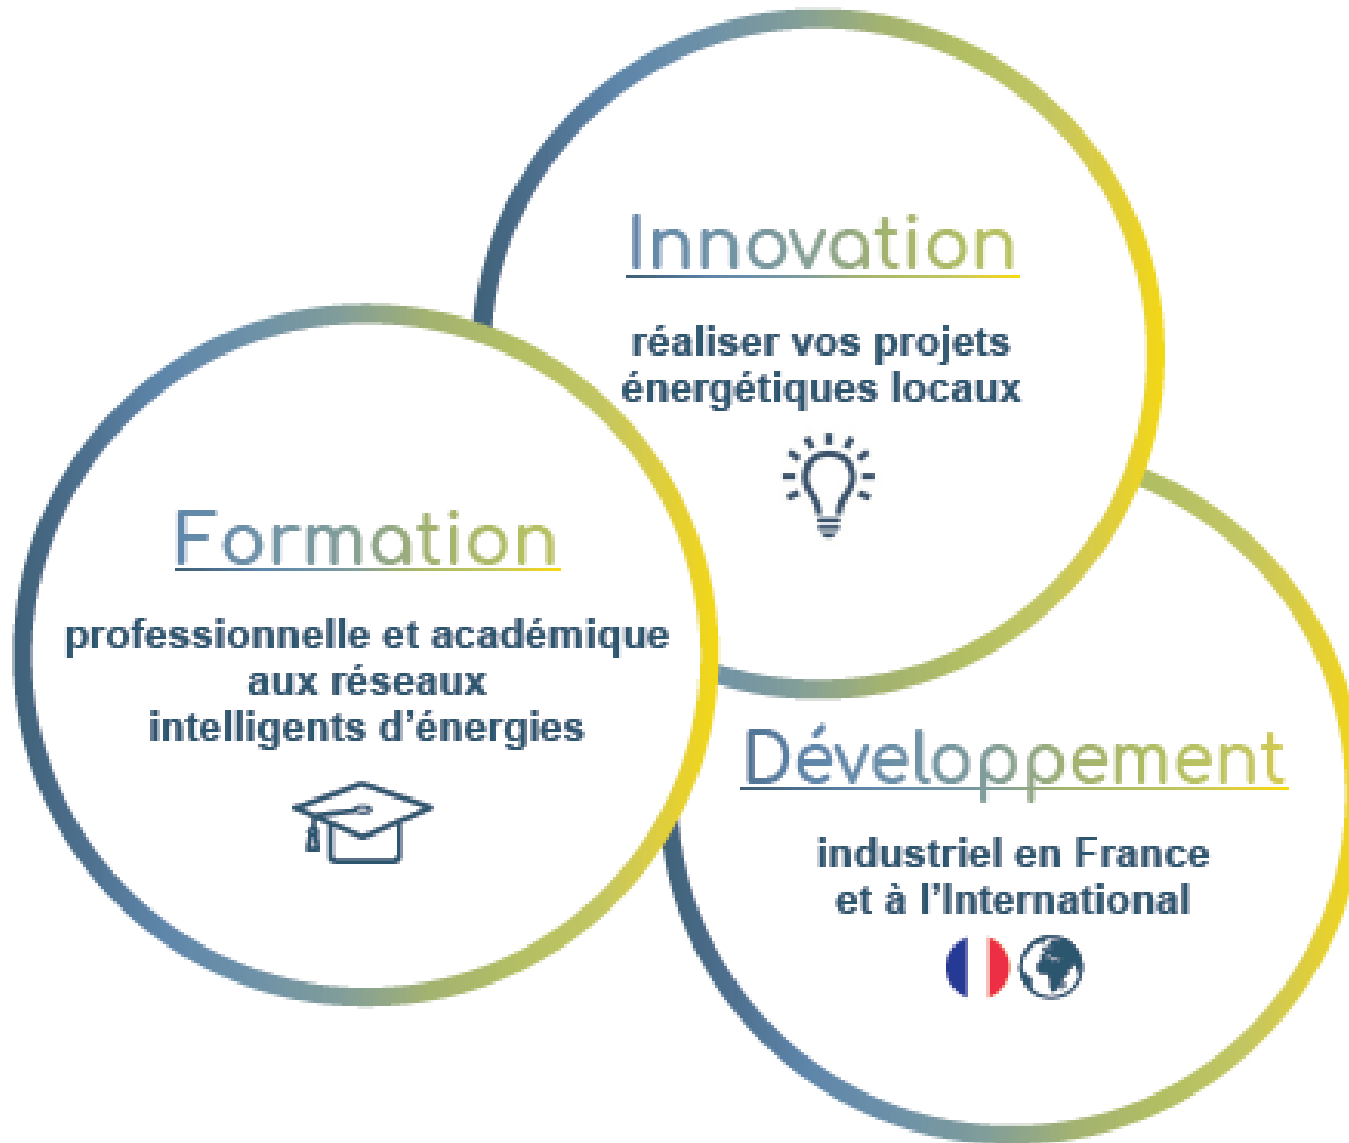 Innovation
réaliser vos projets
énergétiques locaux
Formation
professionnelle et académique
aux réseaux
intelligents d’énergies
Développement
industriel en France
et à l’International